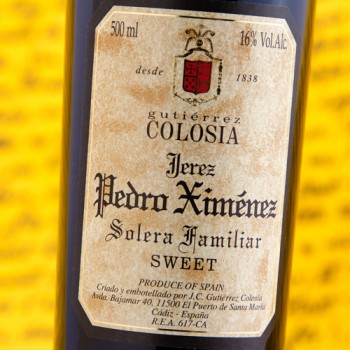 500 ml 16% Vol.Alc.
desde 1838
gutiérrez
COLOSIA
Jerez
Pedro Ximénez
Solera Familiar
SWEET
PRODUCE OF SPAIN
Criado y embotellado por J.C. Gutiérrez Colosia
Avda. Bajamar 40, 11500 El Puerto de Santa María
Cádiz - España
R.E.A. 617-CA